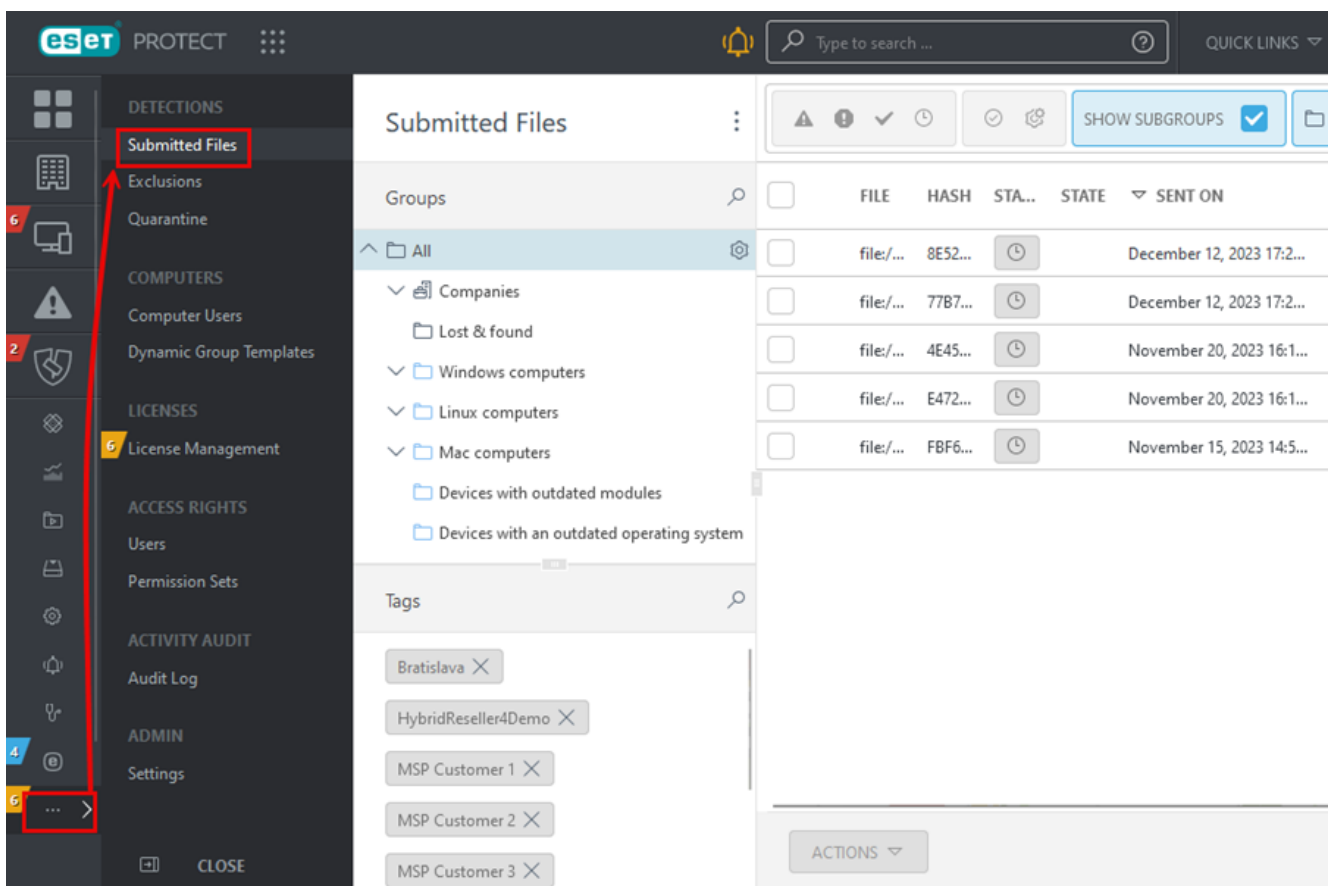 eset PROTECT
Type to search ...
QUICK LINKS
DETECTIONS
Submitted Files
Exclusions
Quarantine
COMPUTERS
Computer Users
Dynamic Group Templates
LICENSES
6 License Management
ACCESS RIGHTS
Users
Permission Sets
ACTIVITY AUDIT
Audit Log
ADMIN
Settings
CLOSE
6
2
4
6
Submitted Files
Groups
All
Companies
Lost & found
Windows computers
Linux computers
Mac computers
Devices with outdated modules
Devices with an outdated operating system
Tags
Bratislava
HybridReseller4Demo
MSP Customer 1
MSP Customer 2
MSP Customer 3
SHOW SUBGROUPS
FILE HASH STA... STATE SENT ON
file:/... 8E52... December 12, 2023 17:2...
file:/... 77B7... December 12, 2023 17:2...
file:/... 4E45... November 20, 2023 16:1...
file:/... E472... November 20, 2023 16:1...
file:/... FBF6... November 15, 2023 14:5...
ACTIONS